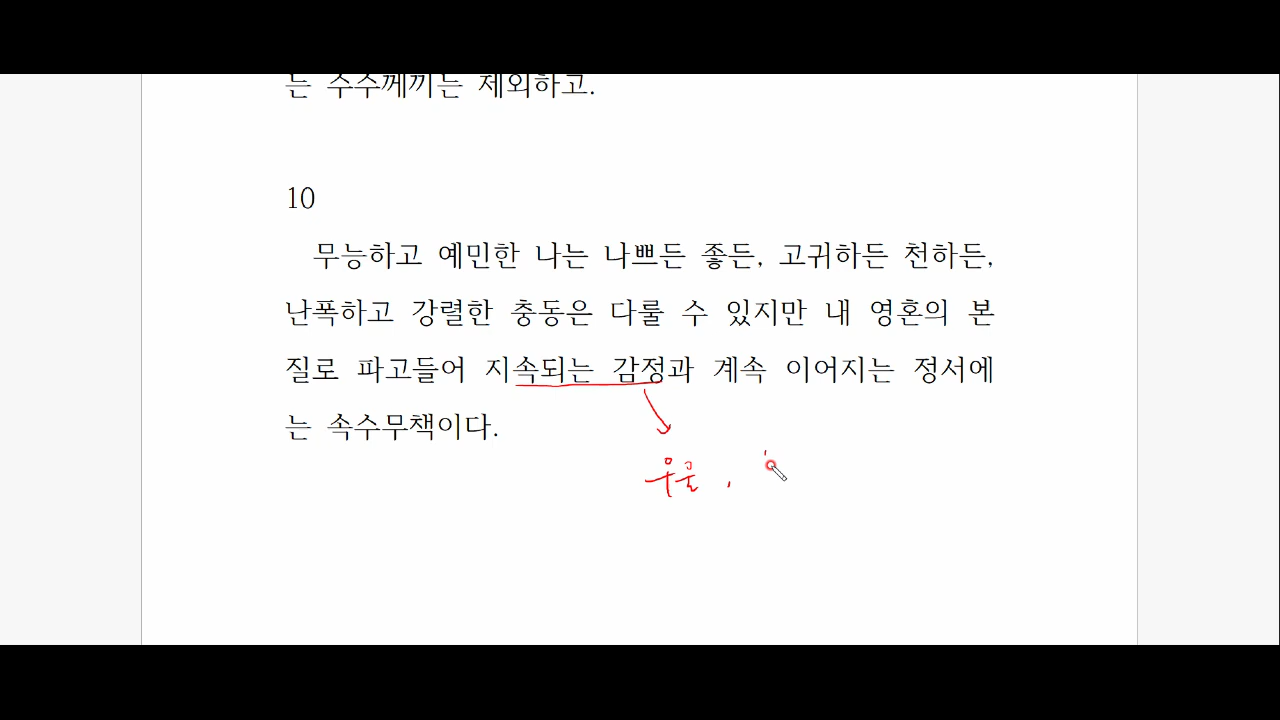 는 수수께끼는 제외하고.
10
무능하고 예민한 나는 나쁘든 좋든, 고귀하든 천하든,
난폭하고 강렬한 충동은 다룰 수 있지만 내 영혼의 본
질로 파고들어 지속되는 감정과 계속 이어지는 정서에
는 속수무책이다.
우울,